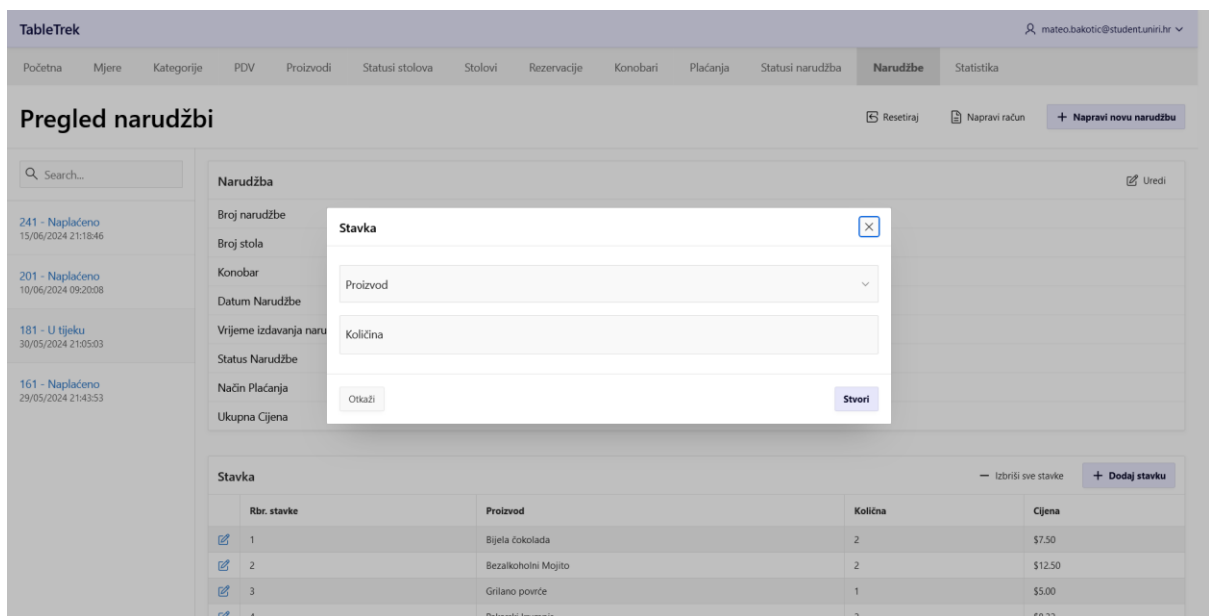 TableTrek
mateo.bakotic@student.uniri.hr
Početna Mjere Kategorije PDV Proizvodi Statusi stolova Stolovi Rezervacije Konobari Plaćanja Statusi narudžba Narudžbe Statistika
Pregled narudžbi
Resetiraj Napravi račun + Napravi novu narudžbu
Search...
241 - Naplaćeno
15/06/2024 21:18:46
201 - Naplaćeno
10/06/2024 09:20:08
181 - U tijeku
30/05/2024 21:05:03
161 - Naplaćeno
29/05/2024 21:43:53
Narudžba Uredi
Broj narudžbe
Broj stola
Konobar
Datum Narudžbe
Vrijeme izdavanja naru
Status Narudžbe
Način Plaćanja
Ukupna Cijena
Stavka
Proizvod
Količina
Otkaži Stvori
Stavka — Izbriši sve stavke + Dodaj stavku
Rbr. stavke Proizvod Količna Cijena
1 Bijela čokolada 2 $7.50
2 Bezalkoholni Mojito 2 $12.50
3 Grilano povrće 1 $5.00